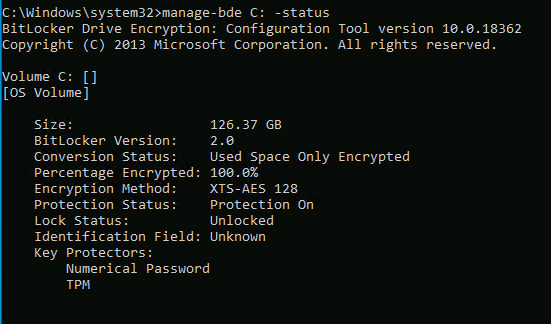 C:\Windows\system32>manage-bde C: -status
BitLocker Drive Encryption: Configuration Tool version 10.0.18362
Copyright (C) 2013 Microsoft Corporation. All rights reserved.

Volume C: []
[OS Volume]

    Size:                 126.37 GB
    BitLocker Version:    2.0
    Conversion Status:    Used Space Only Encrypted
    Percentage Encrypted: 100.0%
    Encryption Method:    XTS-AES 128
    Protection Status:    Protection On
    Lock Status:          Unlocked
    Identification Field: Unknown
    Key Protectors:
        Numerical Password
        TPM